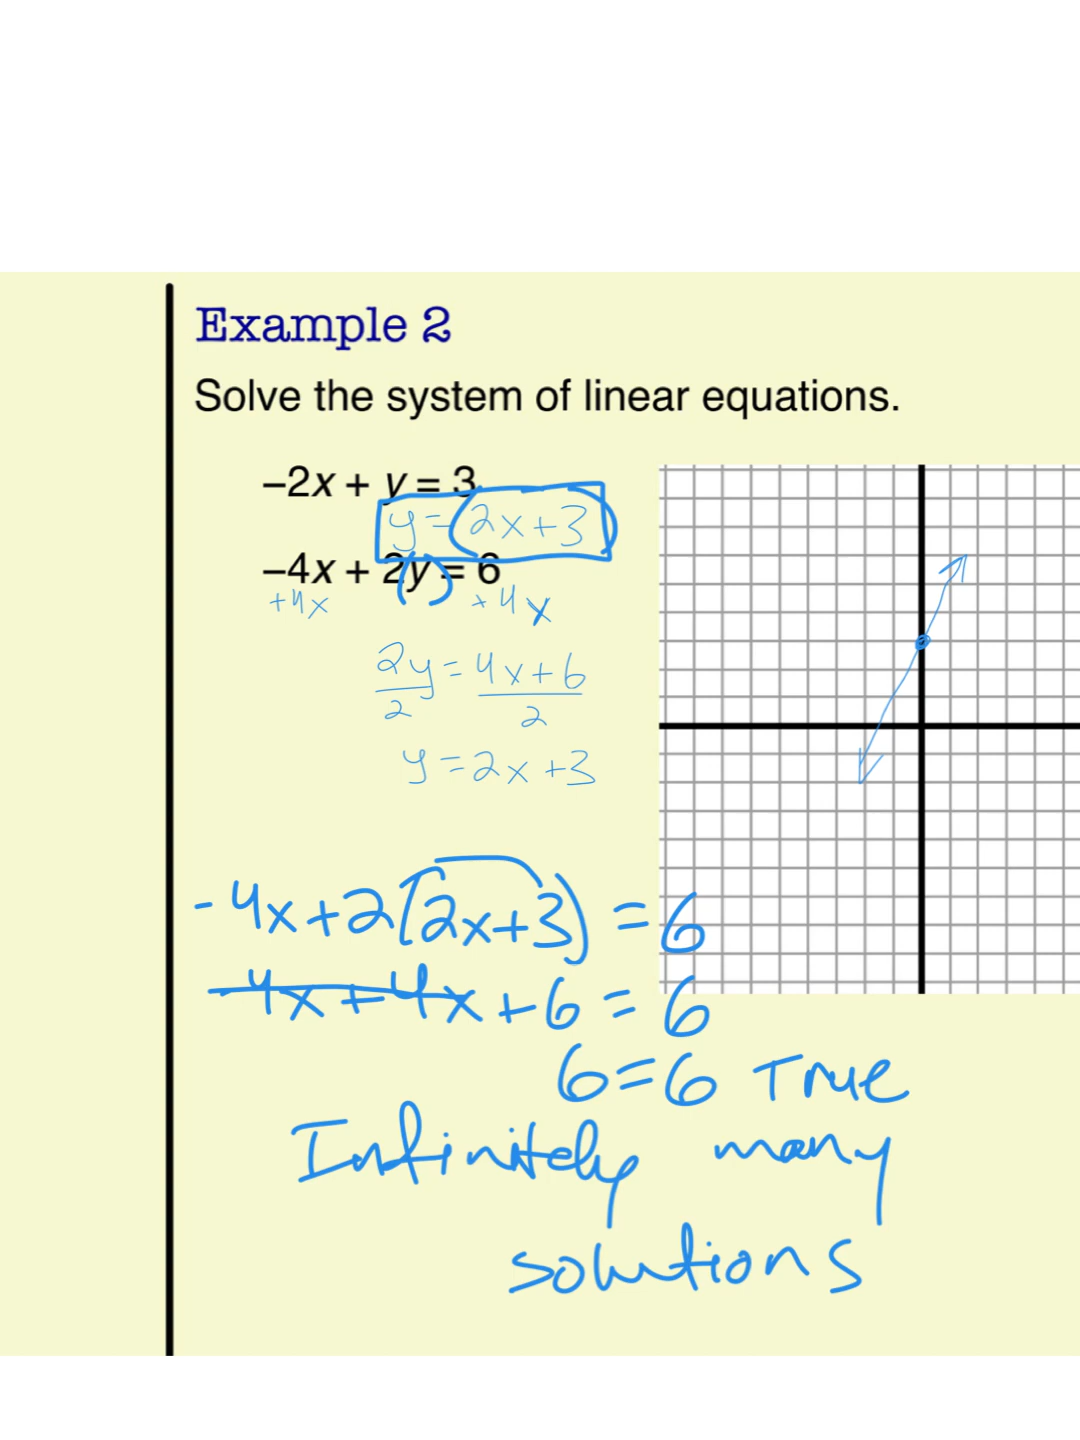 Example 2
Solve the system of linear equations.
–2x + y = 3
y = (2x+3)
–4x + 2y = 6
( )
+4x +4x
2y = 4x+6
2 2
y = 2x+3
-4x+2(2x+3) = 6
-4x+4x+6 = 6
6=6 True
Infinitely many
solutions